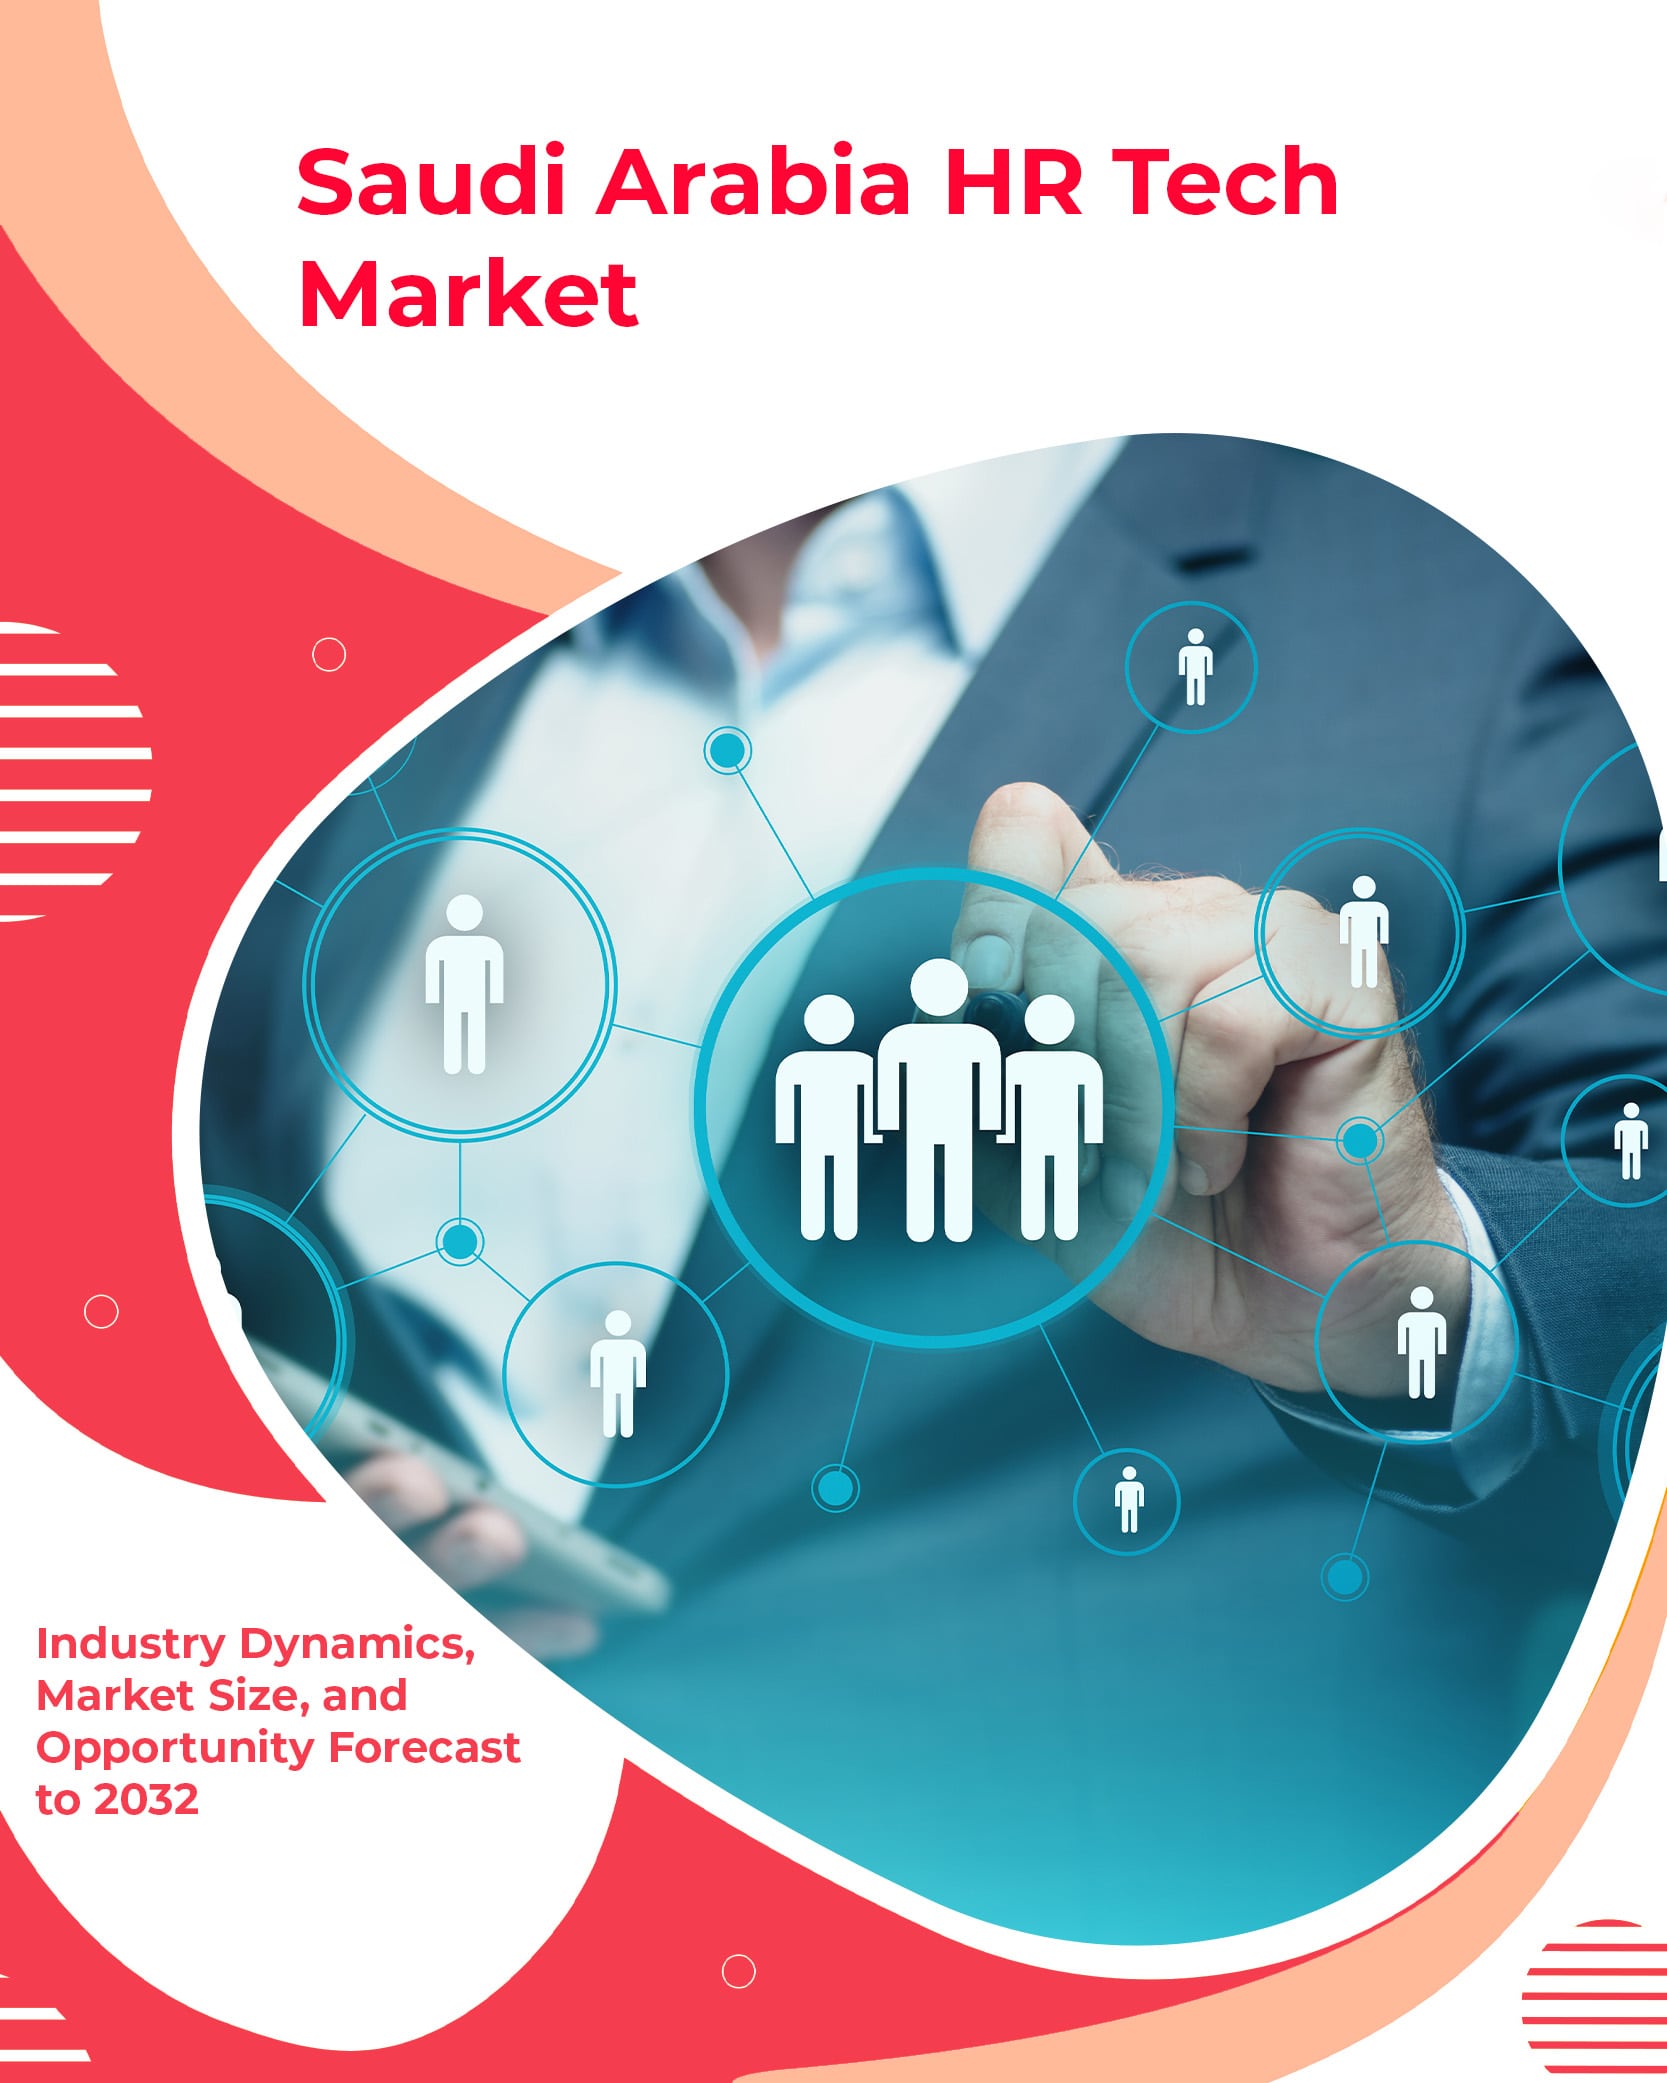 Saudi Arabia HR Tech
Market
Industry Dynamics,
Market Size, and
Opportunity Forecast
to 2032